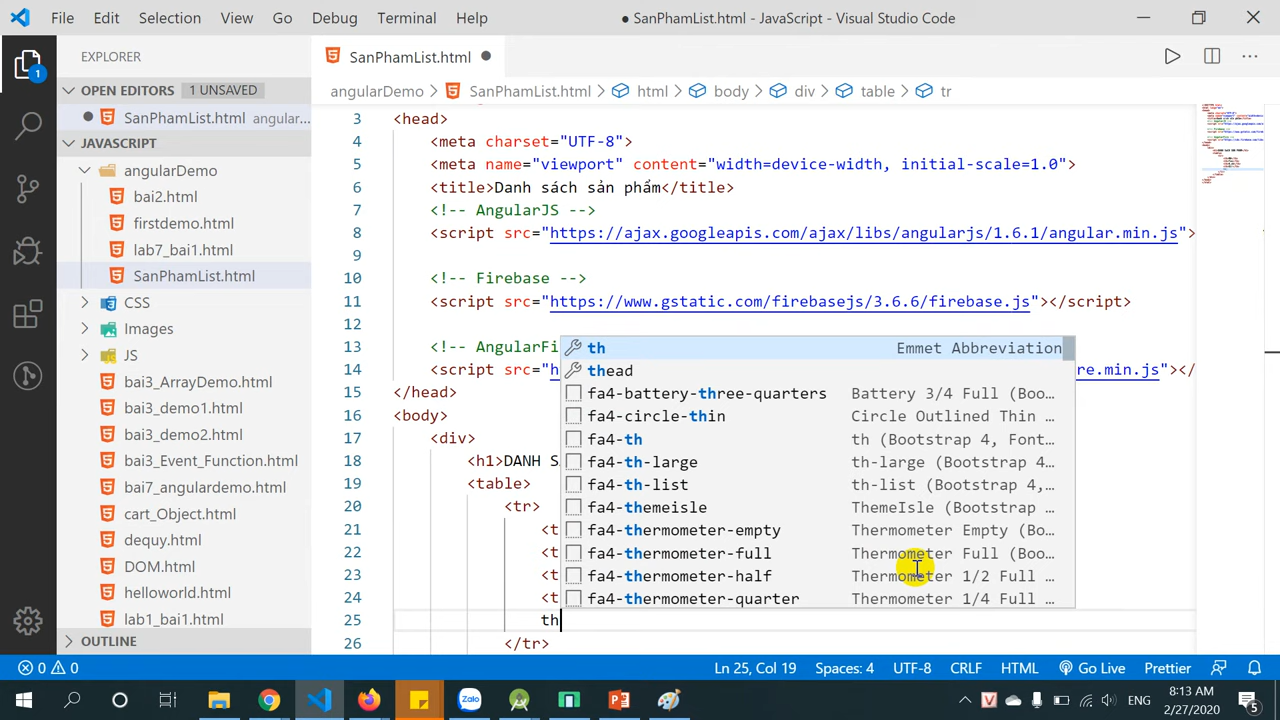 File Edit Selection View Go Debug Terminal Help ● SanPhamList.html - JavaScript - Visual Studio Code
EXPLORER
OPEN EDITORS 1 UNSAVED
SanPhamList.html angular...
JAVASCRIPT
angularDemo
bai2.html
firstdemo.html
lab7_bai1.html
SanPhamList.html
CSS
Images
JS
bai3_ArrayDemo.html
bai3_demo1.html
bai3_demo2.html
bai3_Event_Function.html
bai7_angulardemo.html
cart_Object.html
dequy.html
DOM.html
helloworld.html
lab1_bai1.html
OUTLINE
1
SanPhamList.html
angularDemo > SanPhamList.html > html > body > div > table > tr
3 <head>
4 <meta charset="UTF-8">
5 <meta name="viewport" content="width=device-width, initial-scale=1.0">
6 <title>Danh sách sản phẩm</title>
7 <!-- AngularJS -->
8 <script src="https://ajax.googleapis.com/ajax/libs/angularjs/1.6.1/angular.min.js">
9
10 <!-- Firebase -->
11 <script src="https://www.gstatic.com/firebasejs/3.6.6/firebase.js"></script>
12
13 <!-- AngularFi
14 <script src="h re.min.js"></
15 </head>
16 <body>
17 <div>
18 <h1>DANH S
19 <table>
20 <tr>
21 <t
22 <t
23 <t
24 <t
25 th
26 </tr>
th Emmet Abbreviation
thead
fa4-battery-three-quarters Battery 3/4 Full (Boo...
fa4-circle-thin Circle Outlined Thin ...
fa4-th th (Bootstrap 4, Font...
fa4-th-large th-large (Bootstrap 4...
fa4-th-list th-list (Bootstrap 4,...
fa4-themeisle ThemeIsle (Bootstrap ...
fa4-thermometer-empty Thermometer Empty (Bo...
fa4-thermometer-full Thermometer Full (Boo...
fa4-thermometer-half Thermometer 1/2 Full ...
fa4-thermometer-quarter Thermometer 1/4 Full ...
0 0 Ln 25, Col 19 Spaces: 4 UTF-8 CRLF HTML Go Live Prettier
Zalo ENG 8:13 AM
2/27/2020 5